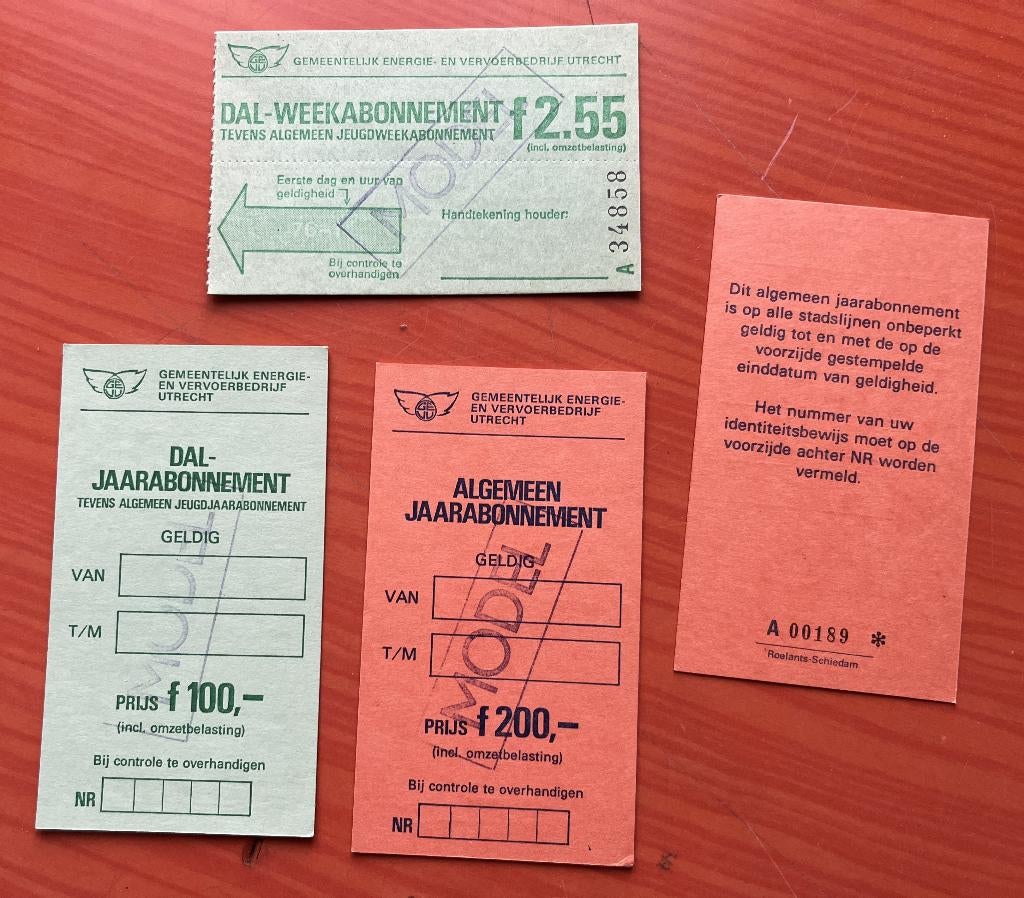 GEMEENTELIJK ENERGIE- EN VERVOERBEDRIJF UTRECHT
DAL-WEEKABONNEMENT f 2.55
TEVENS ALGEMEEN JEUGDWEEKABONNEMENT
(incl. omzetbelasting)
Eerste dag en uur van
geldigheid
Handtekening houder:
Bij controle te
overhandigen
A 34858
MODEL
GEMEENTELIJK ENERGIE-
EN VERVOERBEDRIJF
UTRECHT
DAL-
JAARABONNEMENT
TEVENS ALGEMEEN JEUGDJAARABONNEMENT
GELDIG
VAN
T/M
PRIJS f 100,-
(incl. omzetbelasting)
Bij controle te overhandigen
NR
MODEL
GEMEENTELIJK ENERGIE-
EN VERVOERBEDRIJF
UTRECHT
ALGEMEEN
JAARABONNEMENT
GELDIG
VAN
T/M
PRIJS f 200,-
(incl. omzetbelasting)
Bij controle te overhandigen
NR
MODEL
Dit algemeen jaarabonnement
is op alle stadslijnen onbeperkt
geldig tot en met de op de
voorzijde gestempelde
einddatum van geldigheid.
Het nummer van uw
identiteitsbewijs moet op de
voorzijde achter NR worden
vermeld.
A 00189 *
Roelants-Schiedam